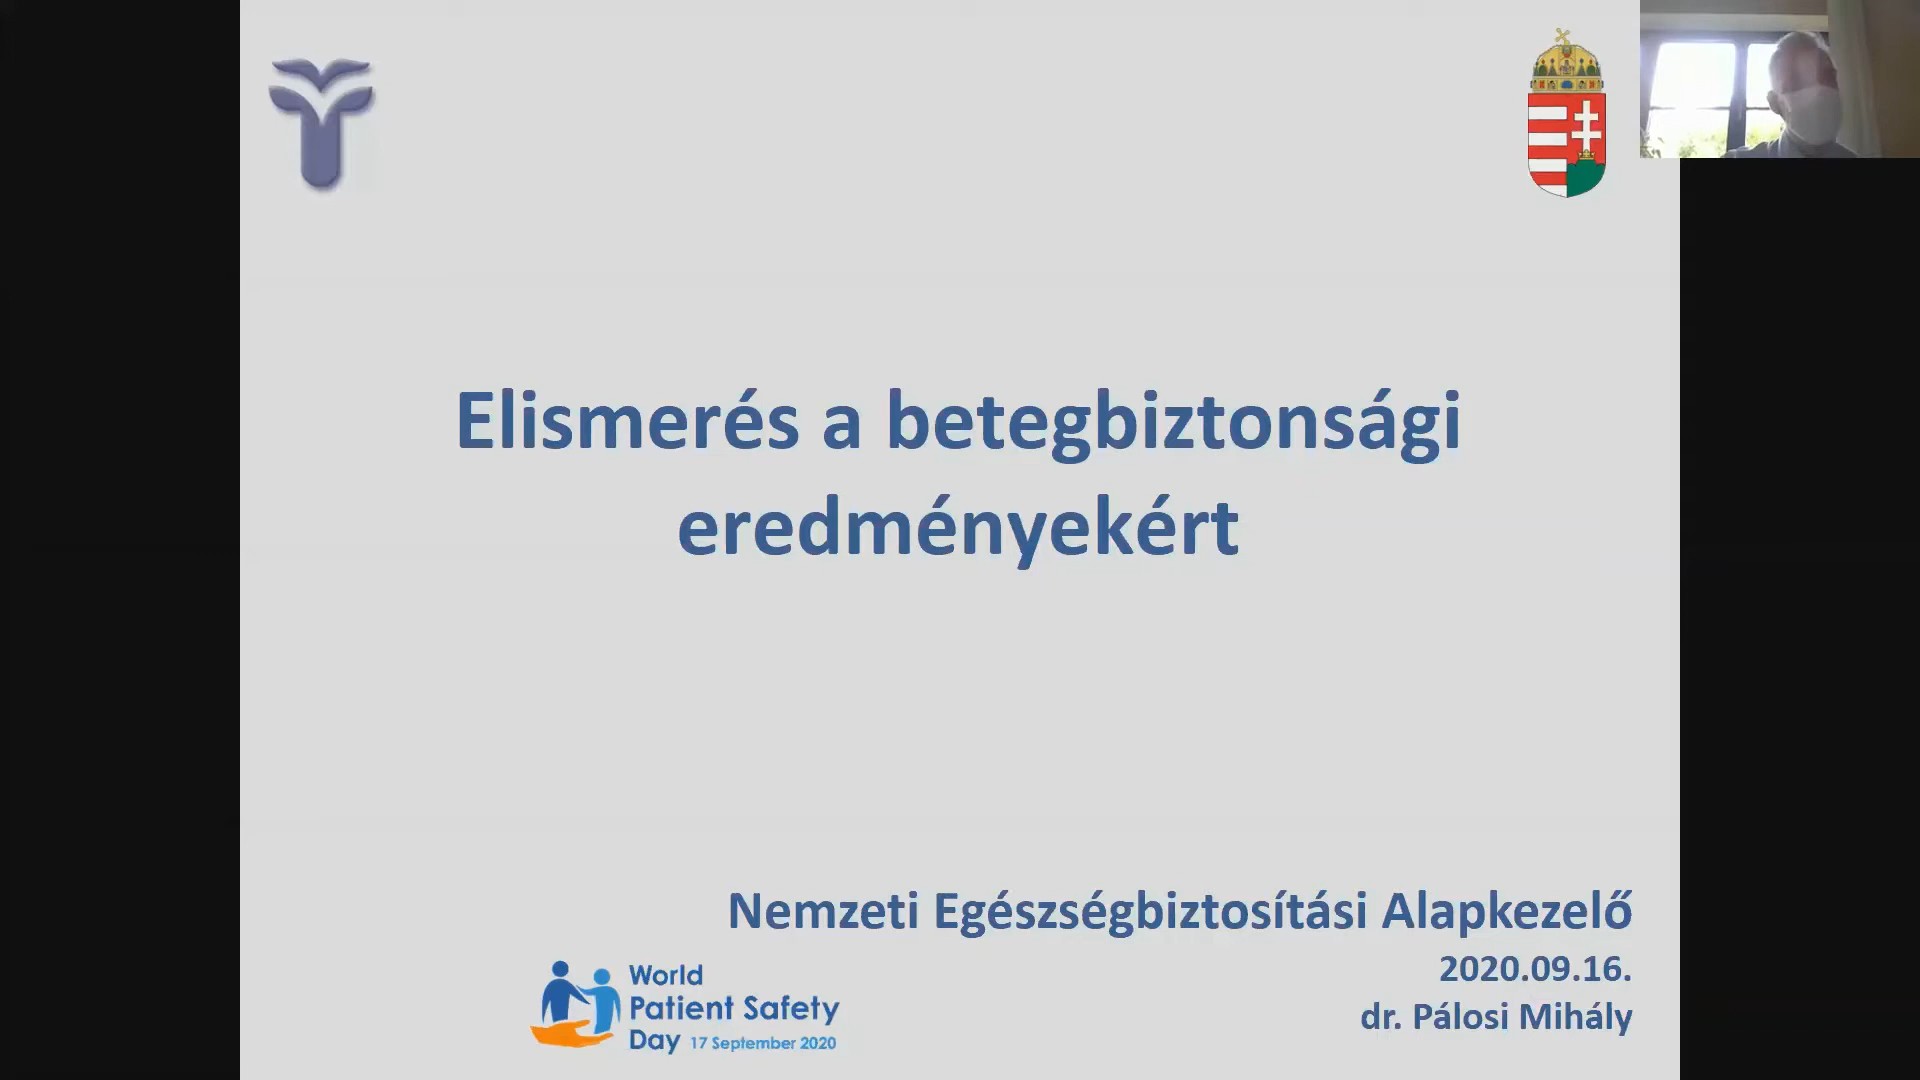 Elismerés a betegbiztonsági
eredményekért
Nemzeti Egészségbiztosítási Alapkezelő
2020.09.16.
dr. Pálosi Mihály
World
Patient Safety
Day 17 September 2020